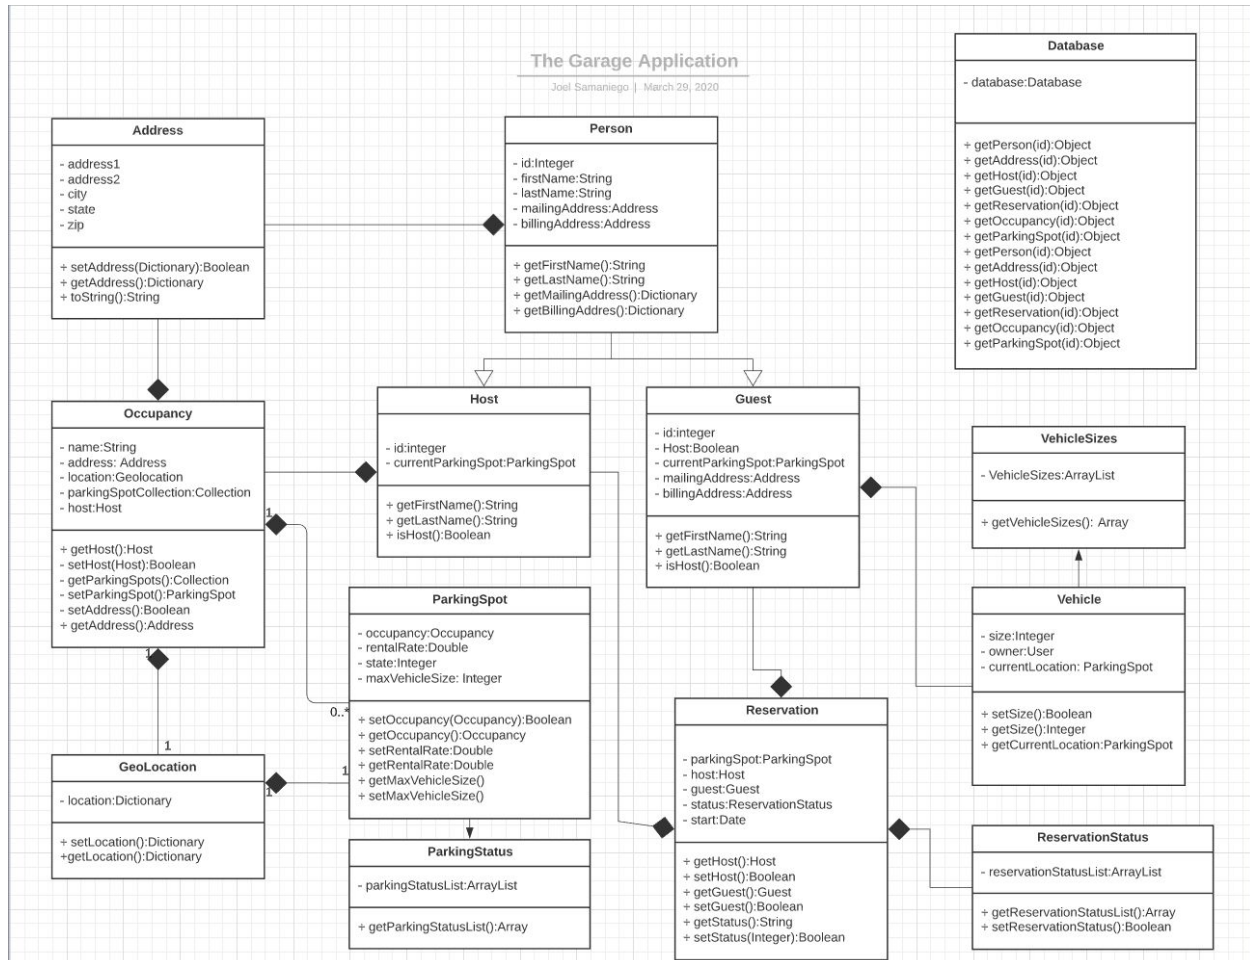 The Garage Application
Joel Samaniego | March 29, 2020
Database
- database:Database
+ getPerson(id):Object
+ getAddress(id):Object
+ getHost(id):Object
+ getGuest(id):Object
+ getReservation(id):Object
+ getOccupancy(id):Object
+ getParkingSpot(id):Object
+ getPerson(id):Object
+ getAddress(id):Object
+ getHost(id):Object
+ getGuest(id):Object
+ getReservation(id):Object
+ getOccupancy(id):Object
+ getParkingSpot(id):Object
Address
- address1
- address2
- city
- state
- zip
+ setAddress(Dictionary):Boolean
+ getAddress():Dictionary
+ toString():String
Person
- id:Integer
- firstName:String
- lastName:String
- mailingAddress:Address
- billingAddress:Address
+ getFirstName():String
+ getLastName():String
+ getMailingAddress():Dictionary
+ getBillingAddres():Dictionary
Occupancy
- name:String
- address: Address
- location:Geolocation
- parkingSpotCollection:Collection
- host:Host
+ getHost():Host
- setHost(Host):Boolean
- getParkingSpots():Collection
- setParkingSpot():ParkingSpot
- setAddress():Boolean
+ getAddress():Address
1
1
0..*
1
1
1
Host
- id:integer
- currentParkingSpot:ParkingSpot
+ getFirstName():String
+ getLastName():String
+ isHost():Boolean
Guest
- id:integer
- Host:Boolean
- currentParkingSpot:ParkingSpot
- mailingAddress:Address
- billingAddress:Address
+ getFirstName():String
+ getLastName():String
+ isHost():Boolean
VehicleSizes
- VehicleSizes:ArrayList
+ getVehicleSizes(): Array
ParkingSpot
- occupancy:Occupancy
- rentalRate:Double
- state:Integer
- maxVehicleSize: Integer
+ setOccupancy(Occupancy):Boolean
+ getOccupancy():Occupancy
+ setRentalRate:Double
+ getRentalRate:Double
+ getMaxVehicleSize()
+ setMaxVehicleSize()
Vehicle
- size:Integer
- owner:User
- currentLocation: ParkingSpot
+ setSize():Boolean
+ getSize():Integer
+ getCurrentLocation:ParkingSpot
GeoLocation
- location:Dictionary
+ setLocation():Dictionary
+getLocation():Dictionary
ParkingStatus
- parkingStatusList:ArrayList
+ getParkingStatusList():Array
Reservation
- parkingSpot:ParkingSpot
- host:Host
- guest:Guest
- status:ReservationStatus
- start:Date
+ getHost():Host
+ setHost():Boolean
+ getGuest():Guest
+ setGuest():Boolean
+ getStatus():String
+ setStatus(Integer):Boolean
ReservationStatus
- reservationStatusList:ArrayList
+ getReservationStatusList():Array
+ setReservationStatus():Boolean